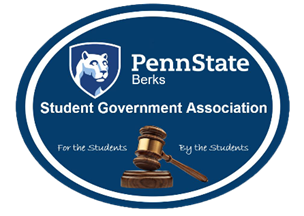 PennState
Berks
Student Government Association
For the Students By the Students